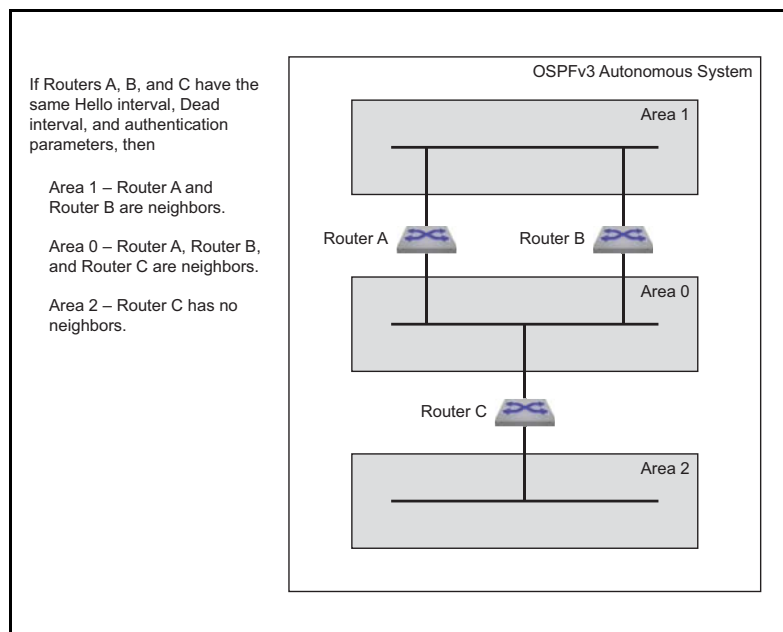 If Routers A, B, and C have the
same Hello interval, Dead
interval, and authentication
parameters, then
Area 1 – Router A and
Router B are neighbors.
Area 0 – Router A, Router B,
and Router C are neighbors.
Area 2 – Router C has no
neighbors.
OSPFv3 Autonomous System
Area 1
Router A
Router B
Area 0
Router C
Area 2